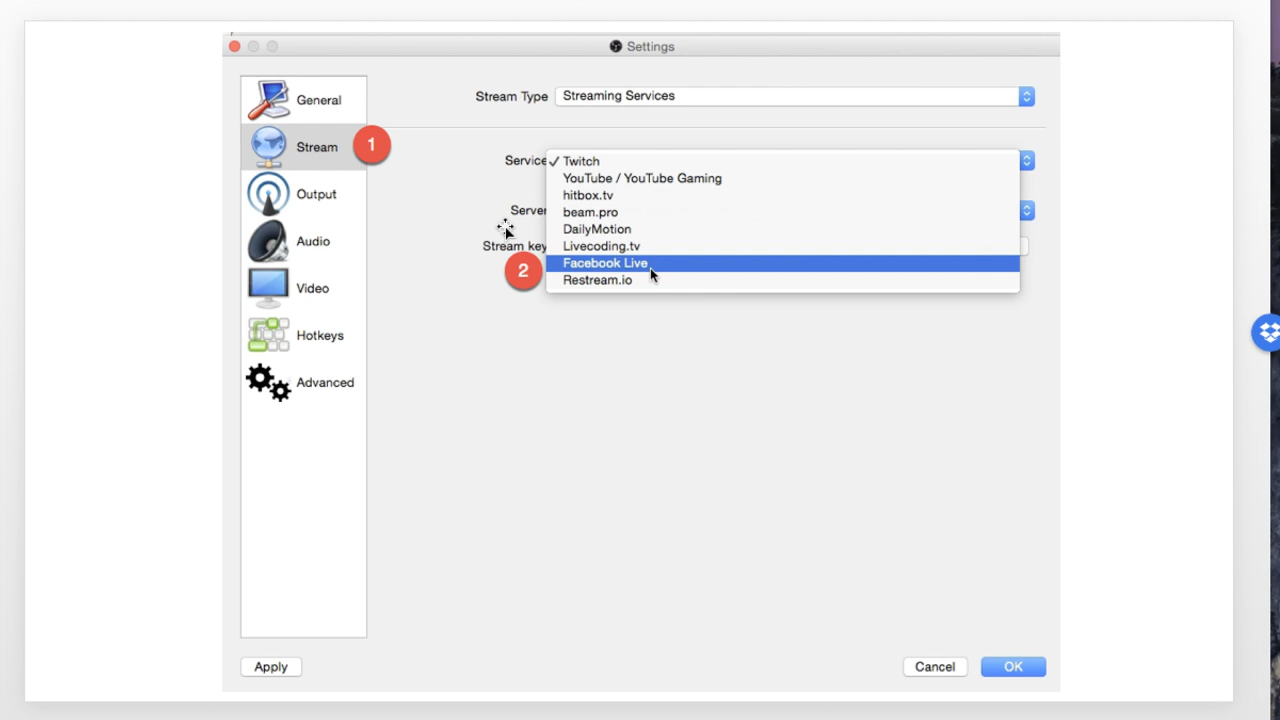 Settings
General
Stream
1
Output
Audio
Video
Hotkeys
Advanced
Stream Type
Streaming Services
Service
✓ Twitch
YouTube / YouTube Gaming
hitbox.tv
Server
beam.pro
DailyMotion
Stream key
Livecoding.tv
2
Facebook Live
Restream.io
Apply
Cancel
OK